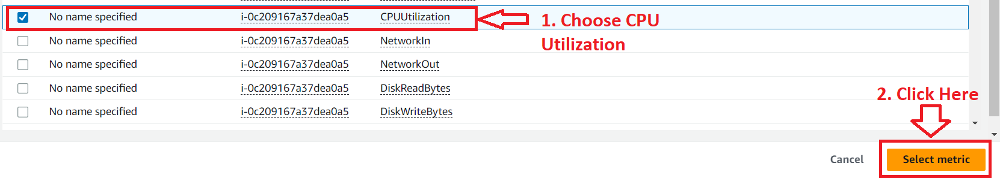 No name specified i-0c209167a37dea0a5 CPUUtilization
1. Choose CPU
Utilization
No name specified i-0c209167a37dea0a5 NetworkIn
No name specified i-0c209167a37dea0a5 NetworkOut
No name specified i-0c209167a37dea0a5 DiskReadBytes
No name specified i-0c209167a37dea0a5 DiskWriteBytes
2. Click Here
Cancel Select metric